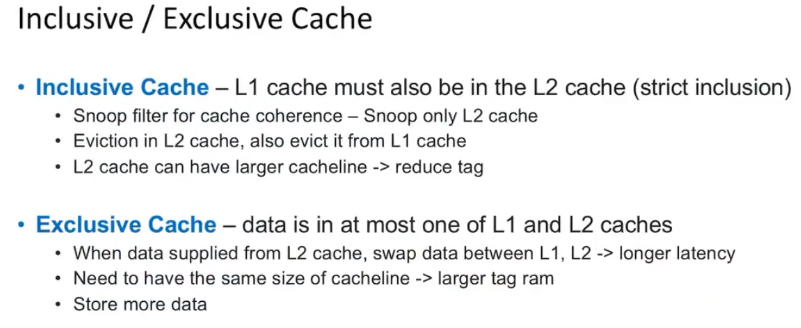 Inclusive / Exclusive Cache
• Inclusive Cache – L1 cache must also be in the L2 cache (strict inclusion)
• Snoop filter for cache coherence – Snoop only L2 cache
• Eviction in L2 cache, also evict it from L1 cache
• L2 cache can have larger cacheline -> reduce tag
• Exclusive Cache – data is in at most one of L1 and L2 caches
• When data supplied from L2 cache, swap data between L1, L2 -> longer latency
• Need to have the same size of cacheline -> larger tag ram
• Store more data